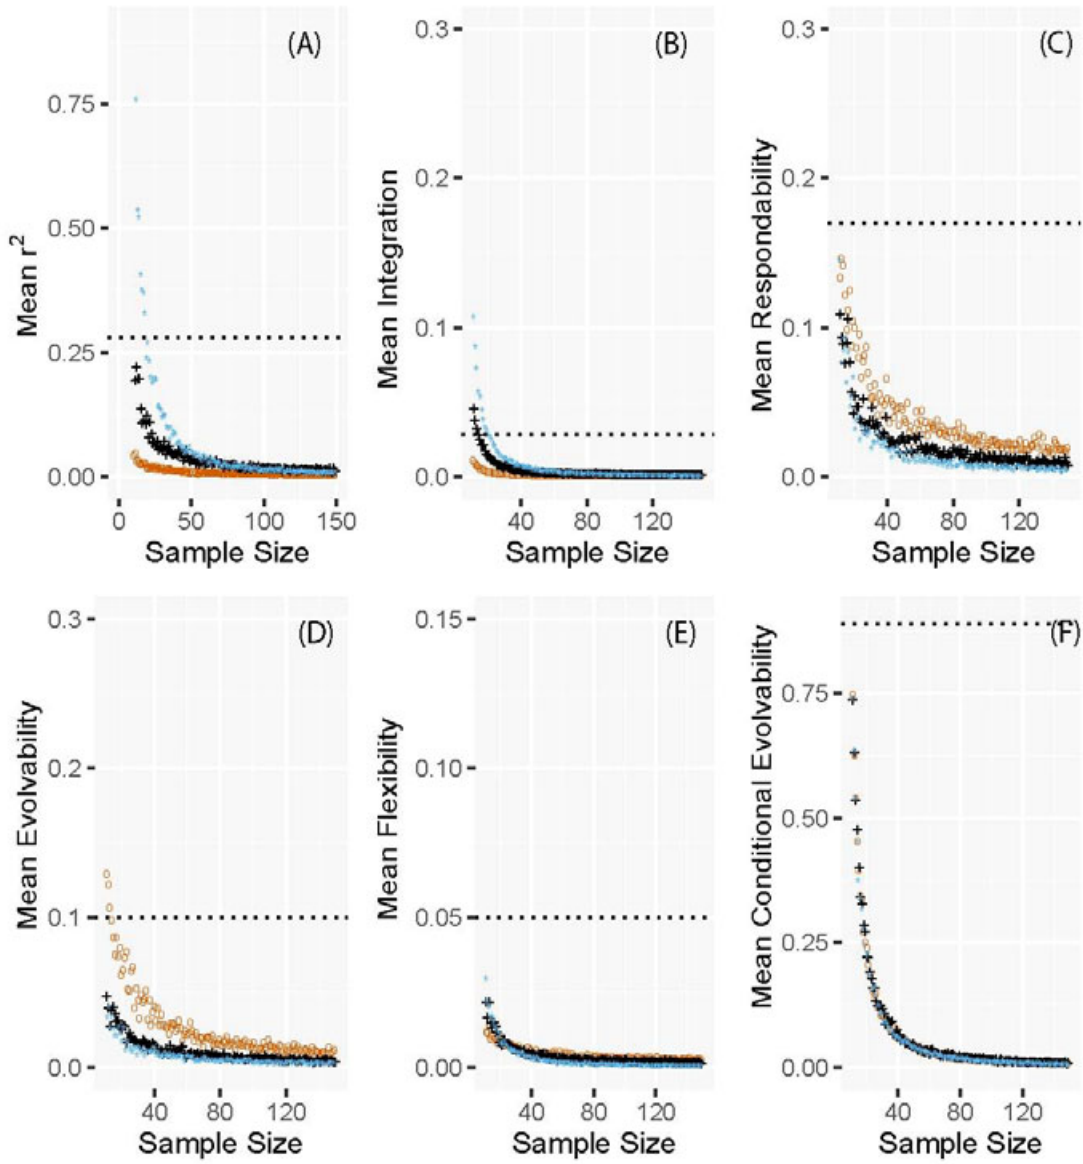 (A)
Mean r²
0.75
0.50
0.25
0.00
0 50 100 150
Sample Size
(B)
Mean Integration
0.3
0.2
0.1
0.0
40 80 120
Sample Size
(C)
Mean Respondability
0.3
0.2
0.1
0.0
40 80 120
Sample Size
(D)
Mean Evolvability
0.3
0.2
0.1
0.0
40 80 120
Sample Size
(E)
Mean Flexibility
0.15
0.10
0.05
0.00
40 80 120
Sample Size
(F)
Mean Conditional Evolvability
0.75
0.50
0.25
0.00
40 80 120
Sample Size